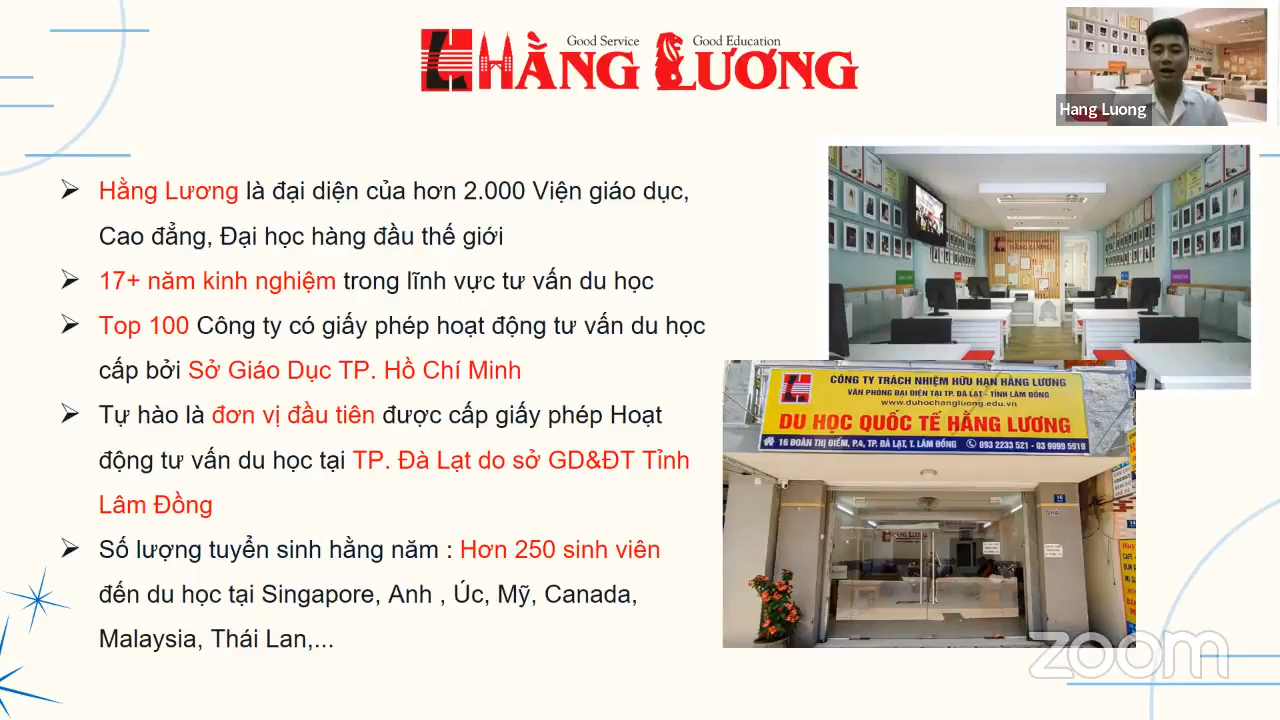 Good Service
Good Education
HẰNG LƯƠNG
Hang Luong
Hằng Lương là đại diện của hơn 2.000 Viện giáo dục,
Cao đẳng, Đại học hàng đầu thế giới
17+ năm kinh nghiệm trong lĩnh vực tư vấn du học
Top 100 Công ty có giấy phép hoạt động tư vấn du học
cấp bởi Sở Giáo Dục TP. Hồ Chí Minh
Tự hào là đơn vị đầu tiên được cấp giấy phép Hoạt
động tư vấn du học tại TP. Đà Lạt do sở GD&ĐT Tỉnh
Lâm Đồng
Số lượng tuyển sinh hằng năm : Hơn 250 sinh viên
đến du học tại Singapore, Anh , Úc, Mỹ, Canada,
Malaysia, Thái Lan,...
HẰNG LƯƠNG
CÔNG TY TRÁCH NHIỆM HỮU HẠN HẰNG LƯƠNG
VĂN PHÒNG ĐẠI DIỆN TẠI TP. ĐÀ LẠT - TỈNH LÂM ĐỒNG
www.duhochangluong.edu.vn
DU HỌC QUỐC TẾ HẰNG LƯƠNG
16 ĐOÀN THỊ ĐIỂM, P.4, TP. ĐÀ LẠT, T. LÂM ĐỒNG 093 2233 521 - 03 9999 5919
HẰNG LƯƠNG
16
zoom